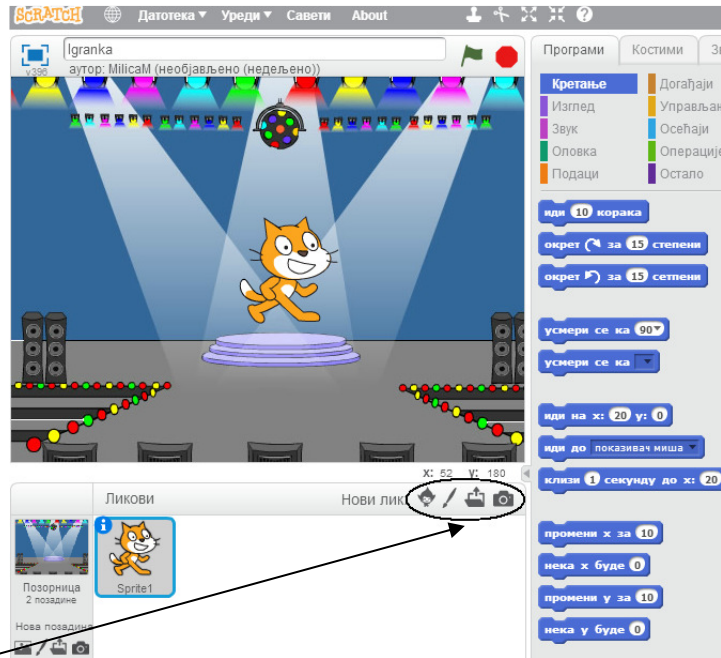 SCRATCH Датотека Уреди Савети About
v396 Igranka
аутор: MilicaM (необјављено (недељено))
Програми Костими
Кретање Догађаји
Изглед
Звук Осећаји
Оловка Операције
Подаци Остало
иди 10 корака
окрет за 15 степени
окрет за 15 сетпени
усмери се ка 90
усмери се ка
иди на x: 20 y: 0
иди до показивач миша
клизи 1 секунду до x: 20
промени x за 10
нека x буде 0
промени y за 10
нека y буде 0
x: 52 y: 180
Ликови Нови лик
Sprite1
Позорница
2 позадине
Нова позадина